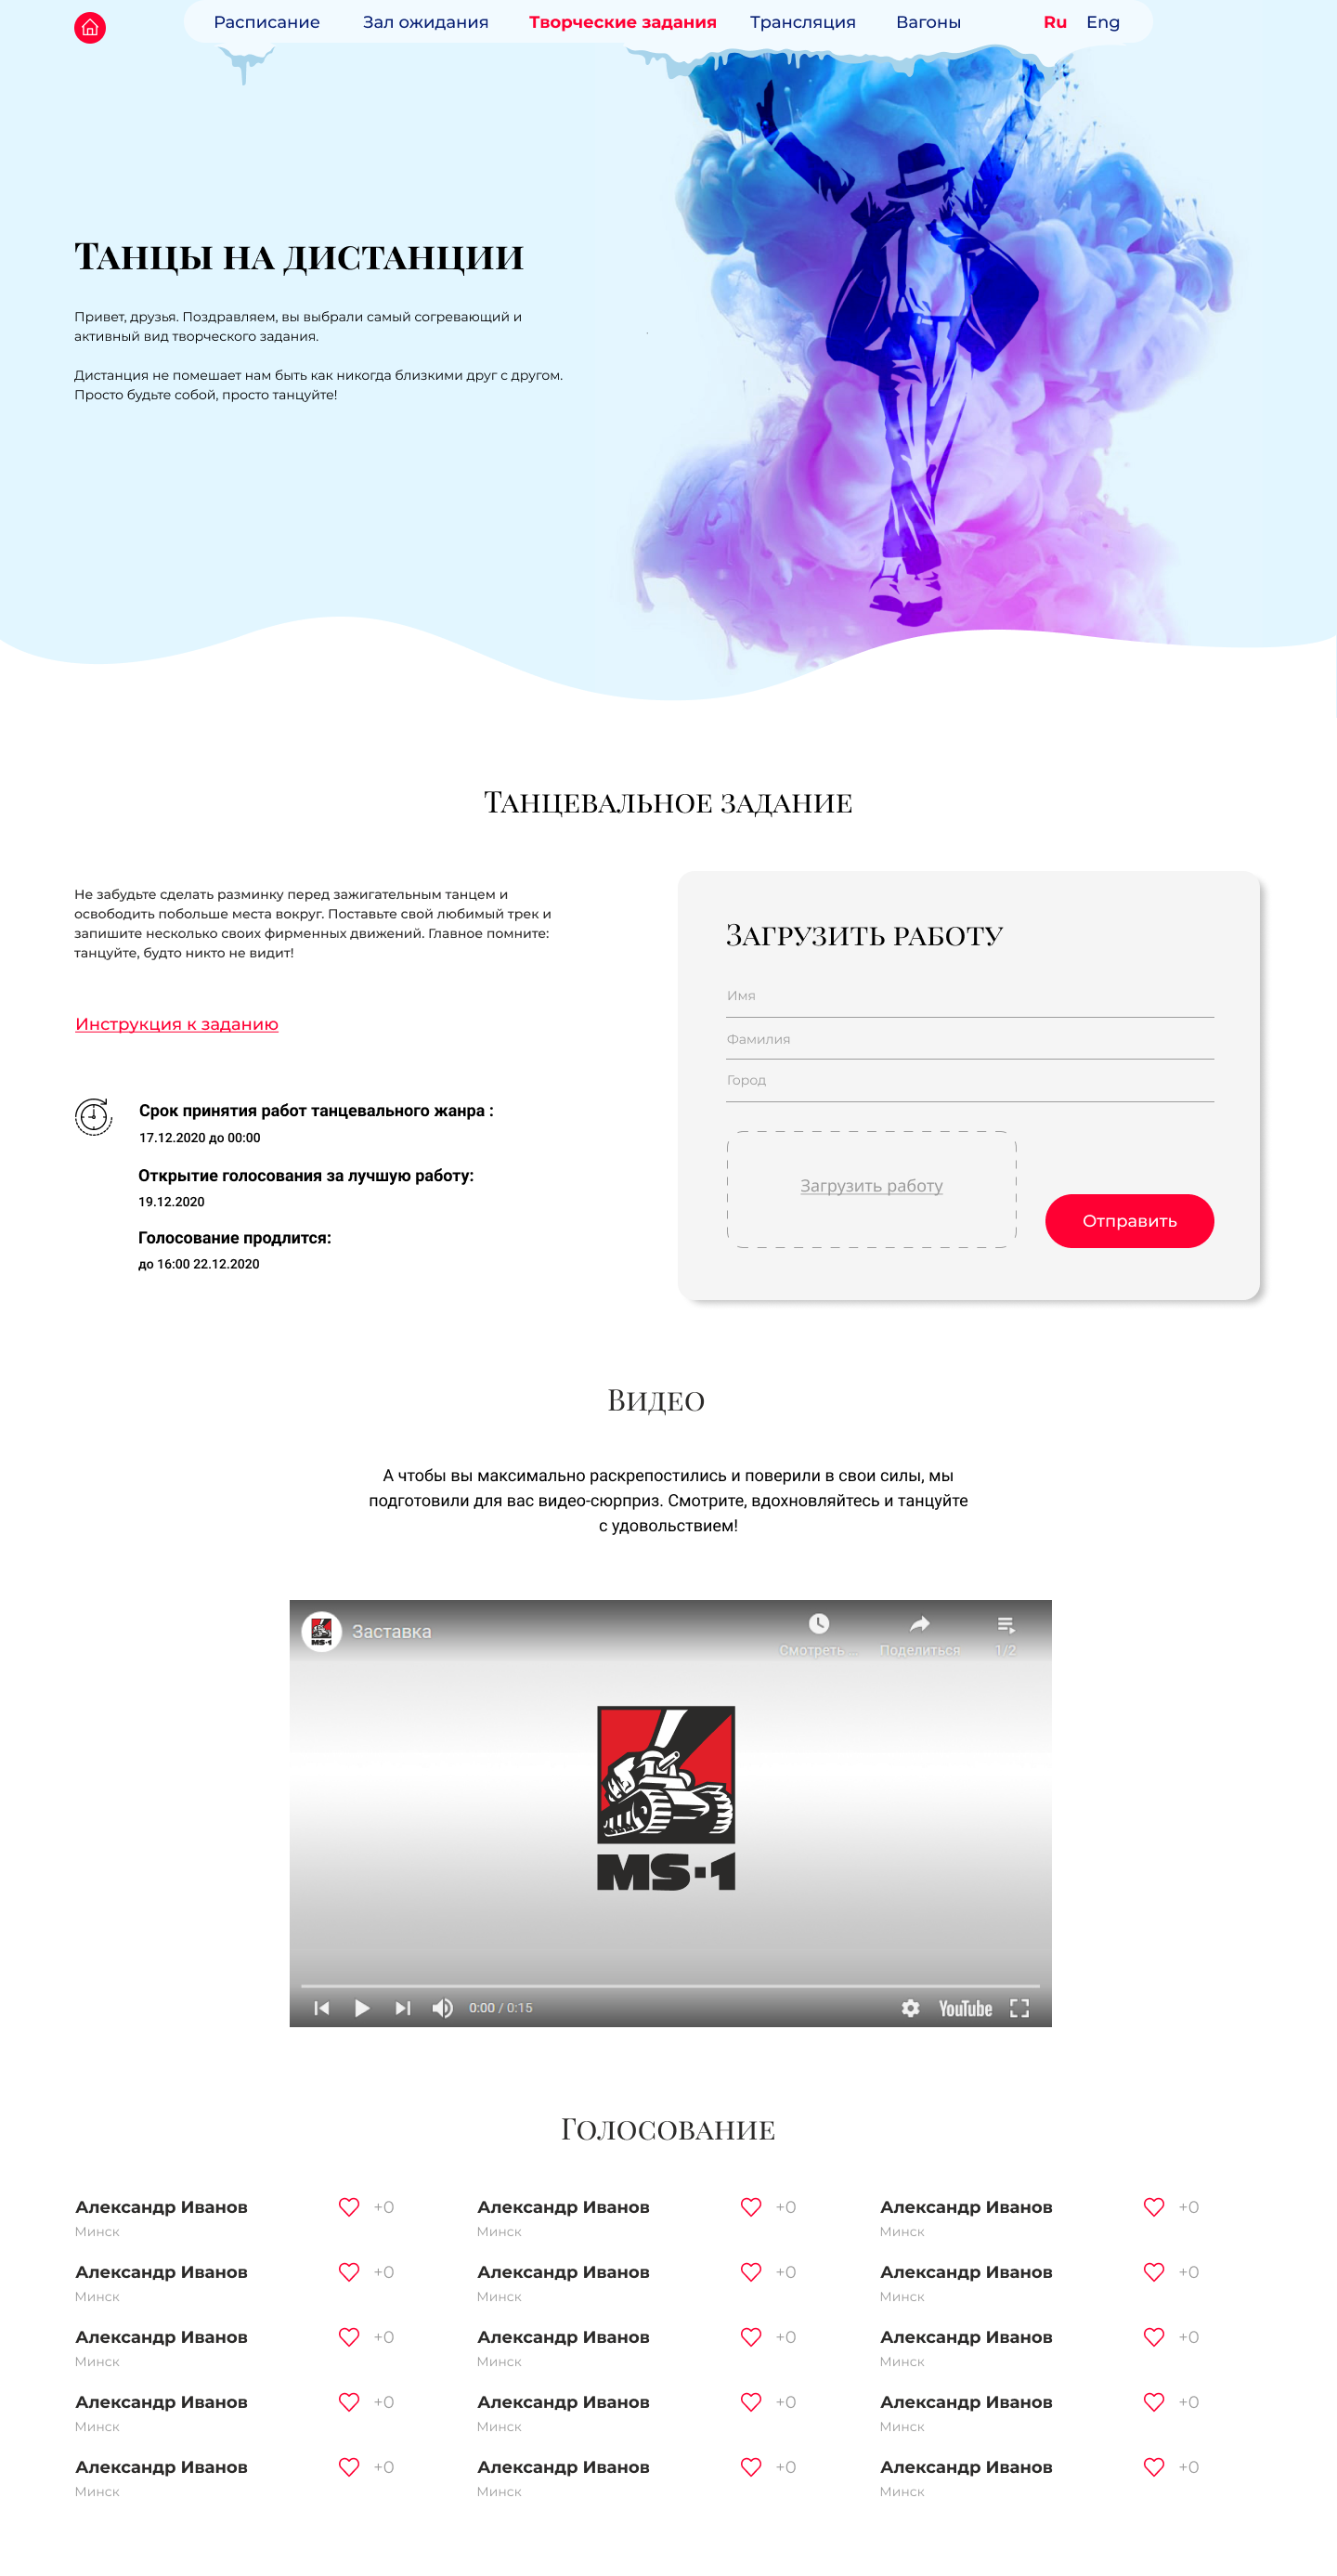 Расписание Зал ожидания Творческие задания Трансляция Вагоны Ru Eng
Танцы на дистанции
Привет, друзья. Поздравляем, вы выбрали самый согревающий и
активный вид творческого задания.
Дистанция не помешает нам быть как никогда близкими друг с другом.
Просто будьте собой, просто танцуйте!
Танцевальное задание
Не забудьте сделать разминку перед зажигательным танцем и
освободить побольше места вокруг. Поставьте свой любимый трек и
запишите несколько своих фирменных движений. Главное помните:
танцуйте, будто никто не видит!
Инструкция к заданию
Срок принятия работ танцевального жанра :
17.12.2020 до 00:00
Открытие голосования за лучшую работу:
19.12.2020
Голосование продлится:
до 16:00 22.12.2020
Загрузить работу
Имя
Фамилия
Город
Загрузить работу
Отправить
Видео
А чтобы вы максимально раскрепостились и поверили в свои силы, мы
подготовили для вас видео-сюрприз. Смотрите, вдохновляйтесь и танцуйте
с удовольствием!
MS-1
Заставка
Смотреть ... Поделиться 1/2
MS-1
0:00 / 0:15 YouTube
Голосование
Александр Иванов +0 Александр Иванов +0 Александр Иванов +0
Минск Минск Минск
Александр Иванов +0 Александр Иванов +0 Александр Иванов +0
Минск Минск Минск
Александр Иванов +0 Александр Иванов +0 Александр Иванов +0
Минск Минск Минск
Александр Иванов +0 Александр Иванов +0 Александр Иванов +0
Минск Минск Минск
Александр Иванов +0 Александр Иванов +0 Александр Иванов +0
Минск Минск Минск